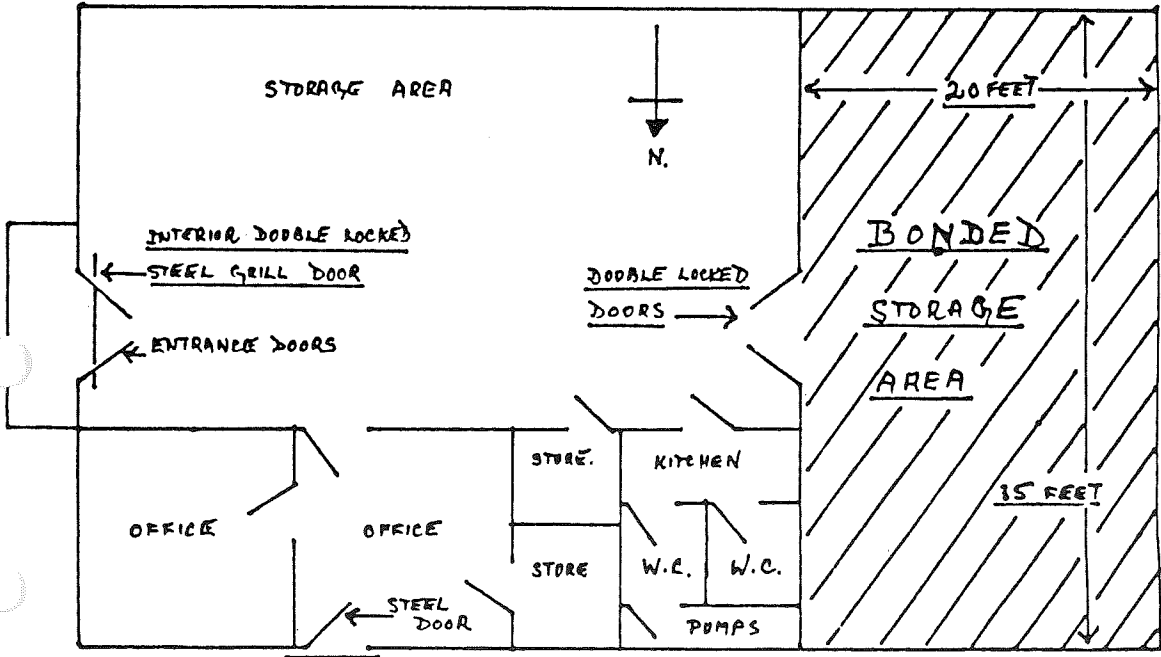 STORAGE AREA
N.
20 FEET
INTERIOR DOUBLE LOCKED
STEEL GRILL DOOR
ENTRANCE DOORS
DOUBLE LOCKED
DOORS
BONDED
STORAGE
AREA
35 FEET
STORE.
KITCHEN
OFFICE
OFFICE
STORE
W.C.
W.C.
STEEL
DOOR
PUMPS